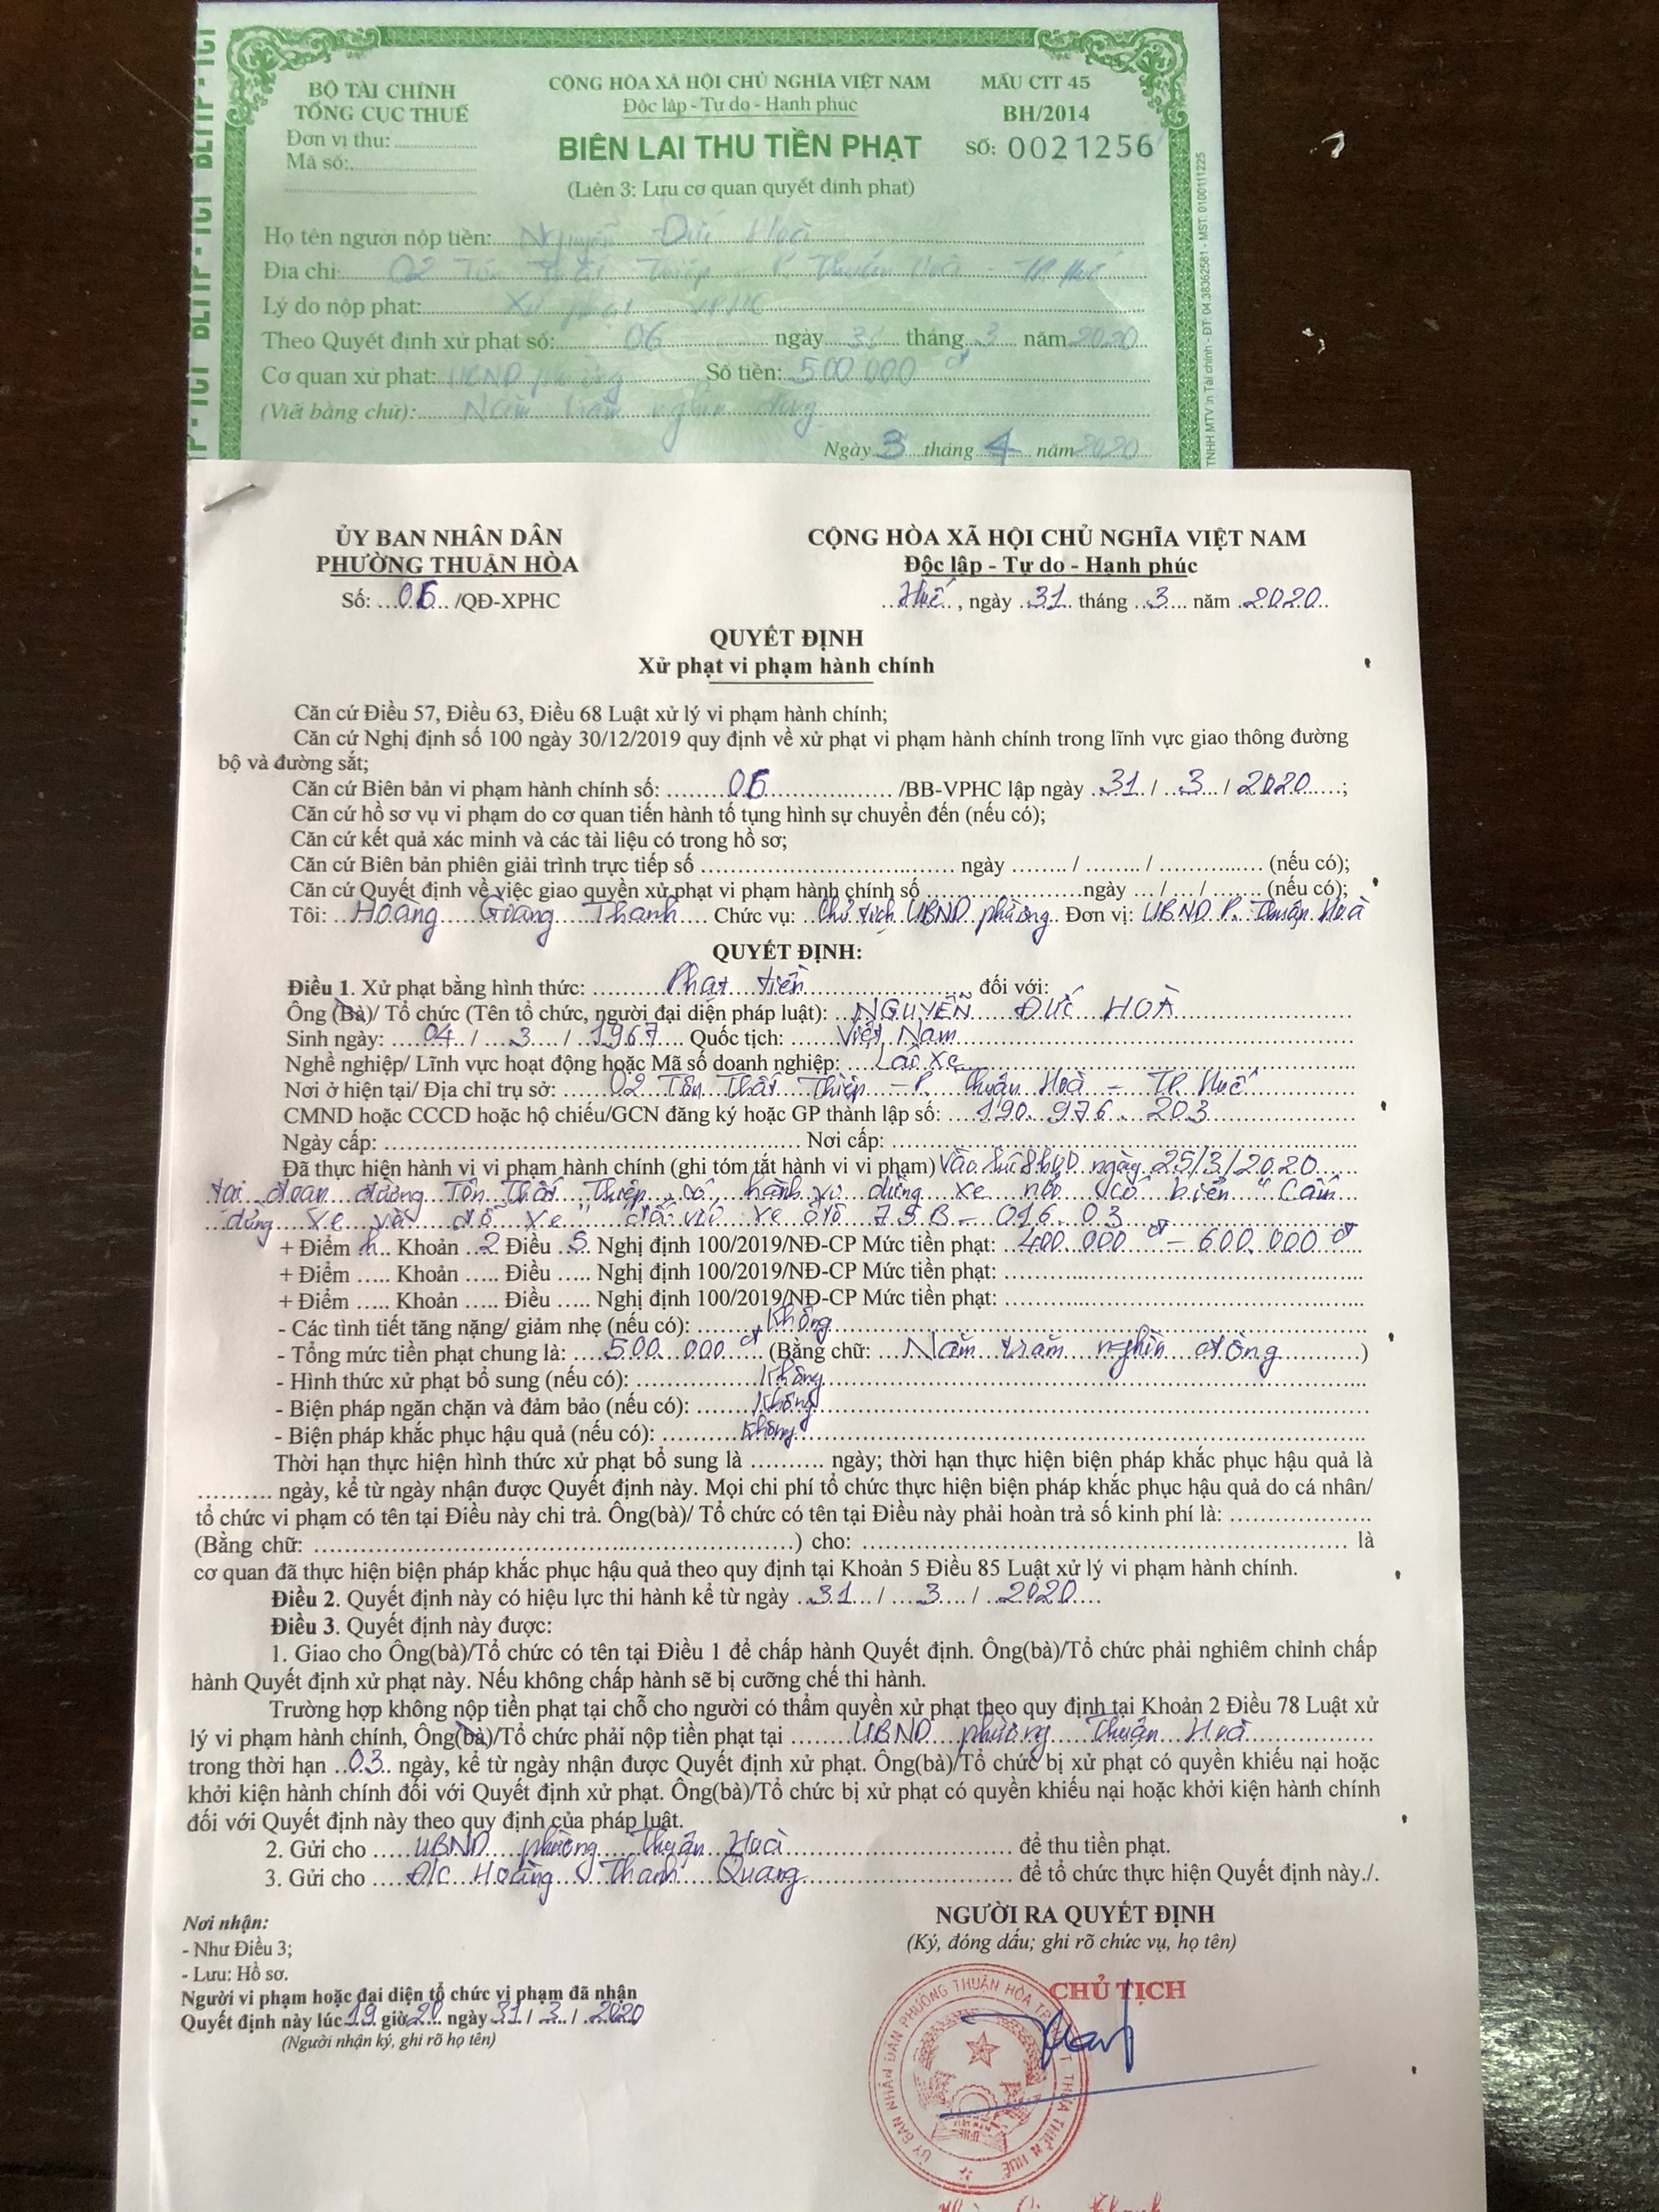 BỘ TÀI CHÍNH
TỔNG CỤC THUẾ
Đơn vị thu:
Mã số:
CỘNG HÒA XÃ HỘI CHỦ NGHĨA VIỆT NAM
Độc lập - Tự do - Hạnh phúc
MẪU CTT 45
BH/2014
BIÊN LAI THU TIỀN PHẠT
SỐ: 0021256
(Liên 3: Lưu cơ quan quyết định phạt)
Họ tên người nộp tiền: Nguyễn Đức Hoà
Địa chỉ: 02 Tôn Thất Thiệp - P. Thuận Hoà - TP Huế
Lý do nộp phạt: Xử phạt VPHC
Theo Quyết định xử phạt số: 06 ngày 31 tháng 3 năm 2020
Cơ quan xử phạt: UBND phường Số tiền: 500 000 đ
(Viết bằng chữ): Năm trăm nghìn đồng
Ngày 3 tháng 4 năm 2020
TNHH MTV In Tài chính - ĐT: 04.38362581 - MST: 0100111225
ỦY BAN NHÂN DÂN
PHƯỜNG THUẬN HÒA
Số: 06 /QĐ-XPHC
CỘNG HÒA XÃ HỘI CHỦ NGHĨA VIỆT NAM
Độc lập - Tự do - Hạnh phúc
Huế, ngày 31 tháng 3 năm 2020
QUYẾT ĐỊNH
Xử phạt vi phạm hành chính
Căn cứ Điều 57, Điều 63, Điều 68 Luật xử lý vi phạm hành chính;
Căn cứ Nghị định số 100 ngày 30/12/2019 quy định về xử phạt vi phạm hành chính trong lĩnh vực giao thông đường
bộ và đường sắt;
Căn cứ Biên bản vi phạm hành chính số: 06 /BB-VPHC lập ngày 31 / 3 / 2020;
Căn cứ hồ sơ vụ vi phạm do cơ quan tiến hành tố tụng hình sự chuyển đến (nếu có);
Căn cứ kết quả xác minh và các tài liệu có trong hồ sơ;
Căn cứ Biên bản phiên giải trình trực tiếp số ........ ngày ..... / ..... / ..... (nếu có);
Căn cứ Quyết định về việc giao quyền xử phạt vi phạm hành chính số ........ ngày ... / ... / ..... (nếu có);
Tôi: Hoàng Giang Thanh Chức vụ: Chủ tịch UBND phường Đơn vị: UBND P. Thuận Hoà
QUYẾT ĐỊNH:
Điều 1. Xử phạt bằng hình thức: Phạt tiền đối với:
Ông (Bà)/ Tổ chức (Tên tổ chức, người đại diện pháp luật): NGUYỄN ĐỨC HOÀ
Sinh ngày: 04 / 3 / 1967 Quốc tịch: Việt Nam
Nghề nghiệp/ Lĩnh vực hoạt động hoặc Mã số doanh nghiệp: Lái xe
Nơi ở hiện tại/ Địa chỉ trụ sở: 02 Tôn Thất Thiệp - P. Thuận Hoà - TP. Huế
CMND hoặc CCCD hoặc hộ chiếu/GCN đăng ký hoặc GP thành lập số: 190 976 203
Ngày cấp: ........ Nơi cấp: ........
Đã thực hiện hành vi vi phạm hành chính (ghi tóm tắt hành vi vi phạm) Vào lúc ngày 25/3/2020
tại đoạn đường Tôn Thất Thiệp có hành vi dừng xe nơi có biển "Cấm
dừng xe và đỗ xe" đối với xe ôtô 75B - 016.03
+ Điểm h Khoản 2 Điều 5 Nghị định 100/2019/NĐ-CP Mức tiền phạt: 400.000 đ - 600.000 đ
+ Điểm ..... Khoản ..... Điều ..... Nghị định 100/2019/NĐ-CP Mức tiền phạt: ........
+ Điểm ..... Khoản ..... Điều ..... Nghị định 100/2019/NĐ-CP Mức tiền phạt: ........
- Các tình tiết tăng nặng/ giảm nhẹ (nếu có): Không
- Tổng mức tiền phạt chung là: 500 000 đ (Bằng chữ: Năm trăm nghìn đồng)
- Hình thức xử phạt bổ sung (nếu có): Không
- Biện pháp ngăn chặn và đảm bảo (nếu có): Không
- Biện pháp khắc phục hậu quả (nếu có): Không
Thời hạn thực hiện hình thức xử phạt bổ sung là .......... ngày; thời hạn thực hiện biện pháp khắc phục hậu quả là
.......... ngày, kể từ ngày nhận được Quyết định này. Mọi chi phí tổ chức thực hiện biện pháp khắc phục hậu quả do cá nhân/
tổ chức vi phạm có tên tại Điều này chi trả. Ông(bà)/ Tổ chức có tên tại Điều này phải hoàn trả số kinh phí là: ........
(Bằng chữ: ........) cho: ........ là
cơ quan đã thực hiện biện pháp khắc phục hậu quả theo quy định tại Khoản 5 Điều 85 Luật xử lý vi phạm hành chính.
Điều 2. Quyết định này có hiệu lực thi hành kể từ ngày 31 / 3 / 2020
Điều 3. Quyết định này được:
1. Giao cho Ông(bà)/Tổ chức có tên tại Điều 1 để chấp hành Quyết định. Ông(bà)/Tổ chức phải nghiêm chỉnh chấp
hành Quyết định xử phạt này. Nếu không chấp hành sẽ bị cưỡng chế thi hành.
Trường hợp không nộp tiền phạt tại chỗ cho người có thẩm quyền xử phạt theo quy định tại Khoản 2 Điều 78 Luật xử
lý vi phạm hành chính, Ông(bà)/Tổ chức phải nộp tiền phạt tại UBND phường Thuận Hoà
trong thời hạn 03 ngày, kể từ ngày nhận được Quyết định xử phạt. Ông(bà)/Tổ chức bị xử phạt có quyền khiếu nại hoặc
khởi kiện hành chính đối với Quyết định xử phạt. Ông(bà)/Tổ chức bị xử phạt có quyền khiếu nại hoặc khởi kiện hành chính
đối với Quyết định này theo quy định của pháp luật.
2. Gửi cho UBND phường Thuận Hoà để thu tiền phạt.
3. Gửi cho Đ/c Hoàng Thanh Quang để tổ chức thực hiện Quyết định này./.
Nơi nhận:
- Như Điều 3;
- Lưu: Hồ sơ.
Người vi phạm hoặc đại diện tổ chức vi phạm đã nhận
Quyết định này lúc 19 giờ 20 ngày 31 / 3 / 2020
(Người nhận ký, ghi rõ họ tên)
NGƯỜI RA QUYẾT ĐỊNH
(Ký, đóng dấu; ghi rõ chức vụ, họ tên)
CHỦ TỊCH
ỦY BAN NHÂN DÂN PHƯỜNG THUẬN HÒA